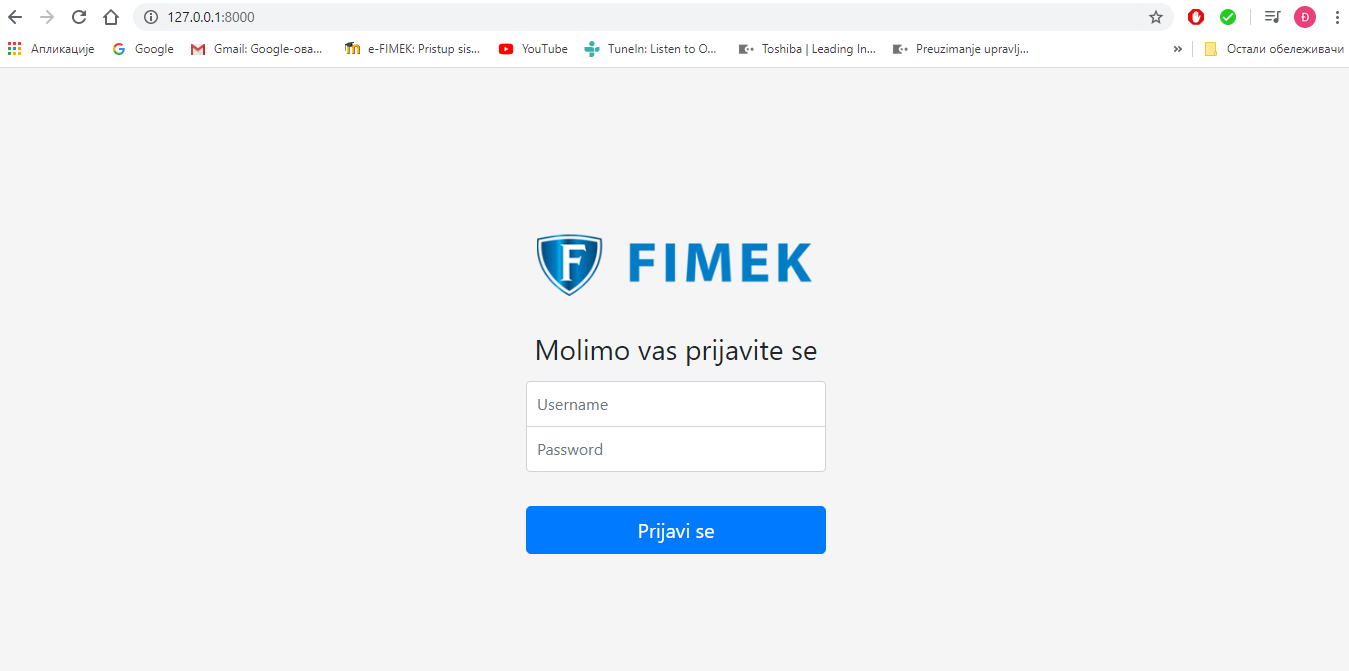 127.0.0.1:8000
Đ
Апликације Google Gmail: Google-ова... e-FIMEK: Pristup sis... YouTube TuneIn: Listen to O... Toshiba | Leading In... Preuzimanje upravlj... » Остали обележивачи
F FIMEK
Molimo vas prijavite se
Username
Password
Prijavi se